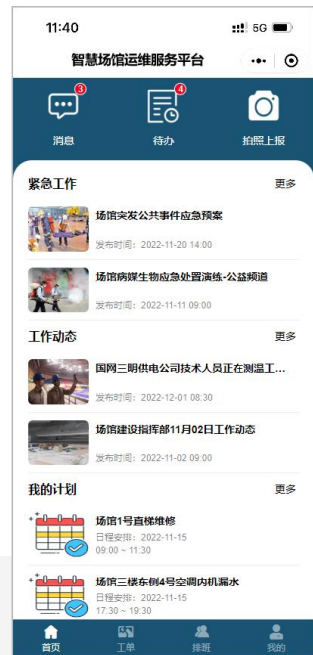 11:40
5G
智慧场馆运维服务平台
3
4
消息
待办
拍照上报
紧急工作
更多
场馆突发公共事件应急预案
发布时间：2022-11-20 14:00
场馆病媒生物应急处置演练-公益频道
发布时间：2022-11-11 09:00
工作动态
更多
国网三明供电公司技术人员正在测温工...
发布时间：2022-12-01 08:30
场馆建设指挥部11月02日工作动态
发布时间：2022-11-02 09:00
我的计划
更多
场馆1号直梯维修
日程安排：2022-11-15
09:00 ~ 11:30
场馆三楼东侧4号空调内机漏水
日程安排：2022-11-15
17:30 ~ 19:30
首页
工单
排班
我的